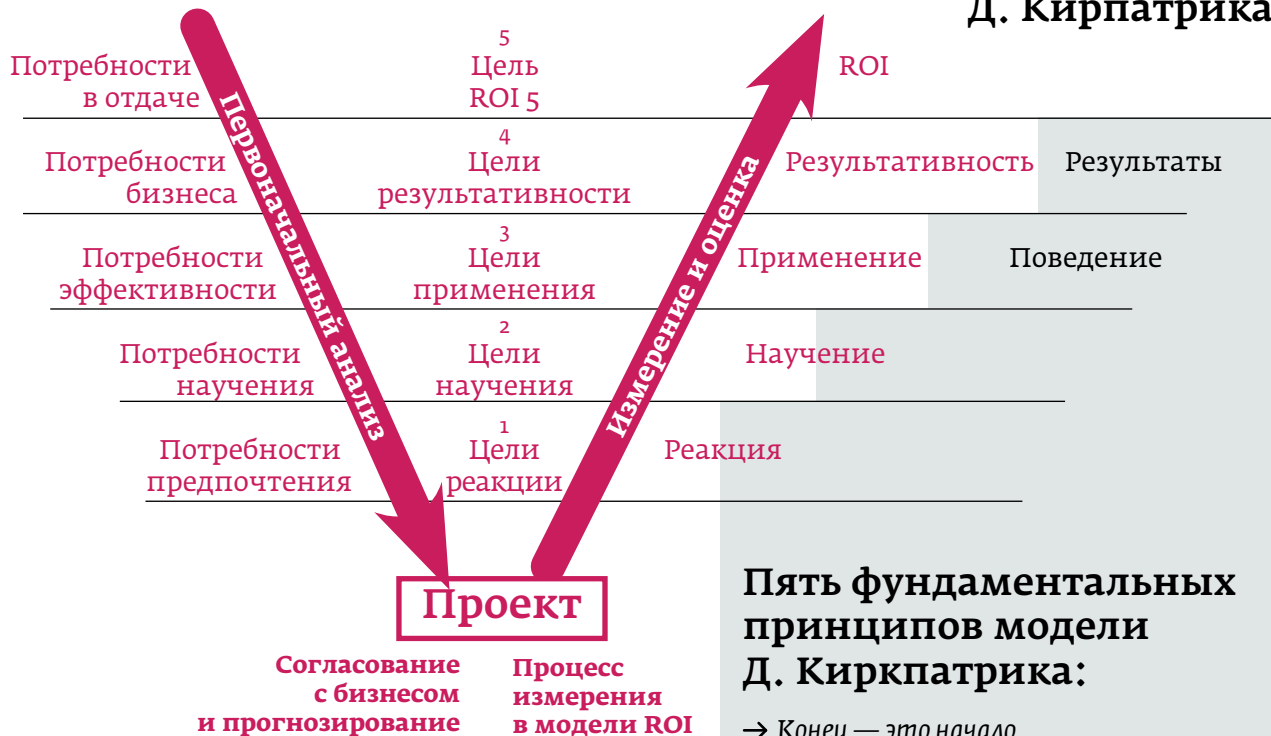 Д. Кирпатрика
Потребности
в отдаче
5
Цель
ROI 5
ROI
Потребности
бизнеса
4
Цели
результативности
Результативность
Результаты
Потребности
эффективности
3
Цели
применения
Применение
Поведение
Потребности
научения
2
Цели
научения
Научение
Потребности
предпочтения
1
Цели
реакции
Реакция
Первоначальный анализ
Измерение и оценка
Проект
Согласование
с бизнесом
и прогнозирование
Процесс
измерения
в модели ROI
Пять фундаментальных
принципов модели
Д. Киркпатрика:
→ Конец — это начало